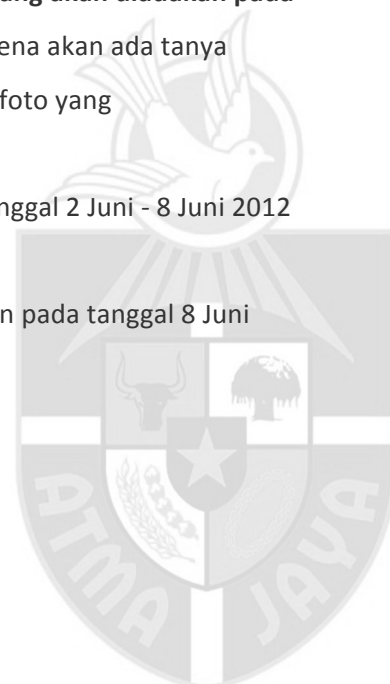 akan diadakan pada
ena akan ada tanya
foto yang
nggal 2 Juni - 8 Juni 2012
n pada tanggal 8 Juni
ATMA JAYA